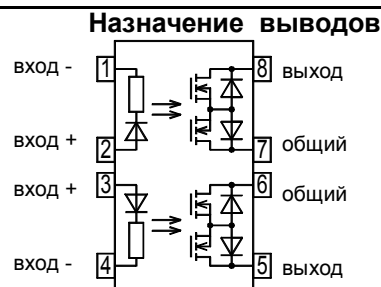 Назначение выводов
вход - 1 8 выход
вход + 2 7 общий
вход + 3 6 общий
вход - 4 5 выход